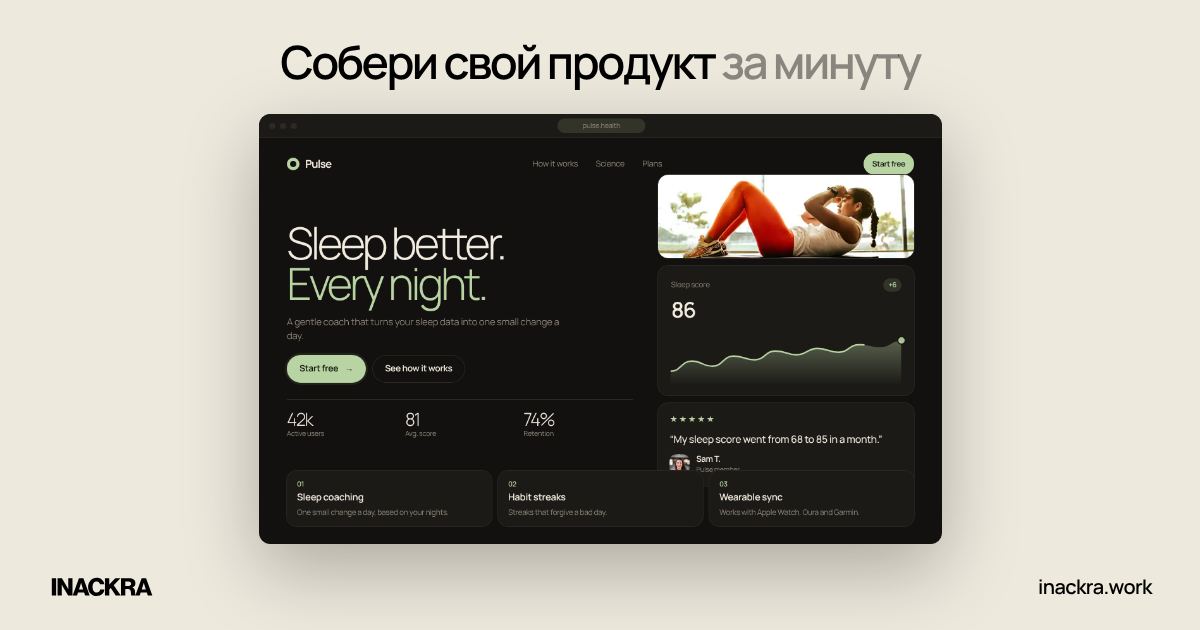 Собери свой продукт за минуту
pulse.health
Pulse
How it works
Science
Plans
Start free
Sleep better.
Every night.
A gentle coach that turns your sleep data into one small change a
day.
Start free →
See how it works
42k
Active users
81
Avg. score
74%
Retention
Sleep score
+6
86
★★★★★
“My sleep score went from 68 to 85 in a month.”
Sam T.
Pulse member
01
Sleep coaching
One small change a day, based on your nights.
02
Habit streaks
Streaks that forgive a bad day.
03
Wearable sync
Works with Apple Watch, Oura and Garmin.
INACKRA
inackra.work